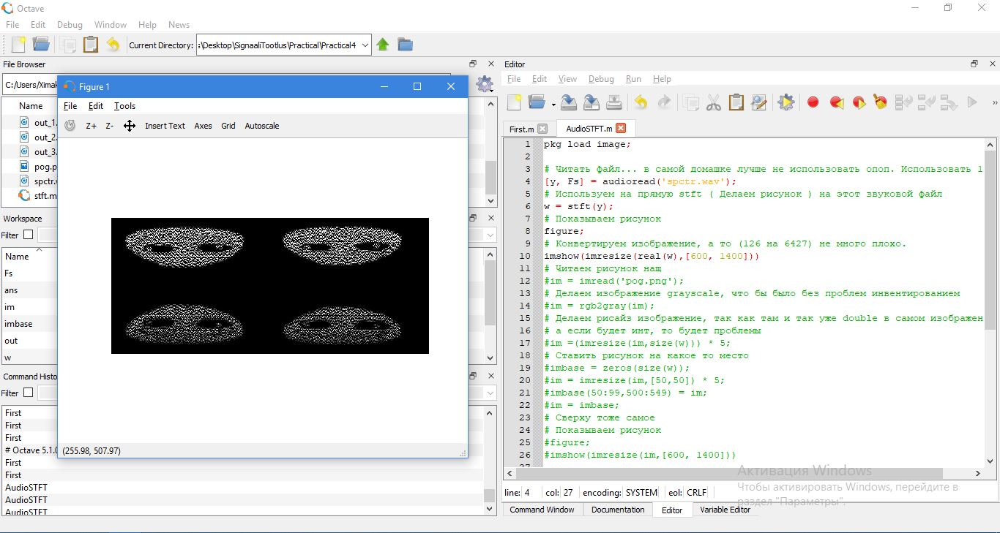 Octave
File Edit Debug Window Help News
Current Directory: s\Desktop\SignaaliTootlus\Practical\Practical4
File Browser
C:/Users/Ximak
Name
out_1.
out_2.
out_3.
pog.p
spctr.
stft.m
Workspace
Filter
Name
Fs
ans
im
imbase
out
w
Command Histo
Filter
First
First
First
# Octave 5.1.0
First
First
AudioSTFT
AudioSTFT
AudioSTFT
Figure 1
File Edit Tools
Z+ Z- Insert Text Axes Grid Autoscale
(255.98, 507.97)
Editor
File Edit View Debug Run Help
First.m AudioSTFT.m
1 pkg load image;
2
3 # Читать файл... в самой домашке лучше не использовать опоп. Использовать 1
4 [y, Fs] = audioread('spctr.wav');
5 # Используем на прямую stft ( Делаем рисунок ) на этот звуковой файл
6 w = stft(y);
7 # Показываем рисунок
8 figure;
9 # Конвертируем изображение, а то (126 на 6427) не много плохо.
10 imshow(imresize(real(w),[600, 1400]))
11 # Читаем рисунок наш
12 #im = imread('pog.png');
13 # Делаем изображение grayscale, что бы было без проблем инвентированием
14 #im = rgb2gray(im);
15 # Делаем рисайз изображение, так как там и так уже double в самом изображен
16 # а если будет инт, то будет проблемы
17 #im =(imresize(im,size(w))) * 5;
18 # Ставить рисунок на какое то место
19 #imbase = zeros(size(w));
20 #im = imresize(im,[50,50]) * 5;
21 #imbase(50:99,500:549) = im;
22 #im = imbase;
23 # Сверху тоже самое
24 # Показываем рисунок
25 #figure;
26 #imshow(imresize(im,[600, 1400]))
27
Активация Windows
Чтобы активировать Windows, перейдите в
раздел "Параметры".
line: 4 col: 27 encoding: SYSTEM eol: CRLF
Command Window Documentation Editor Variable Editor